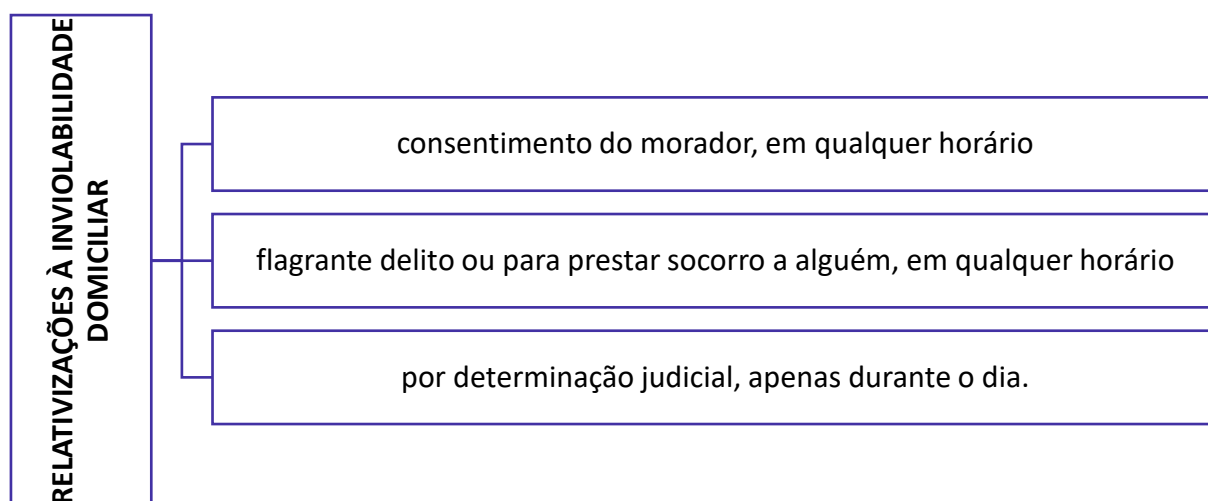 RELATIVIZAÇÕES À INVIOLABILIDADE
DOMICILIAR
consentimento do morador, em qualquer horário
flagrante delito ou para prestar socorro a alguém, em qualquer horário
por determinação judicial, apenas durante o dia.